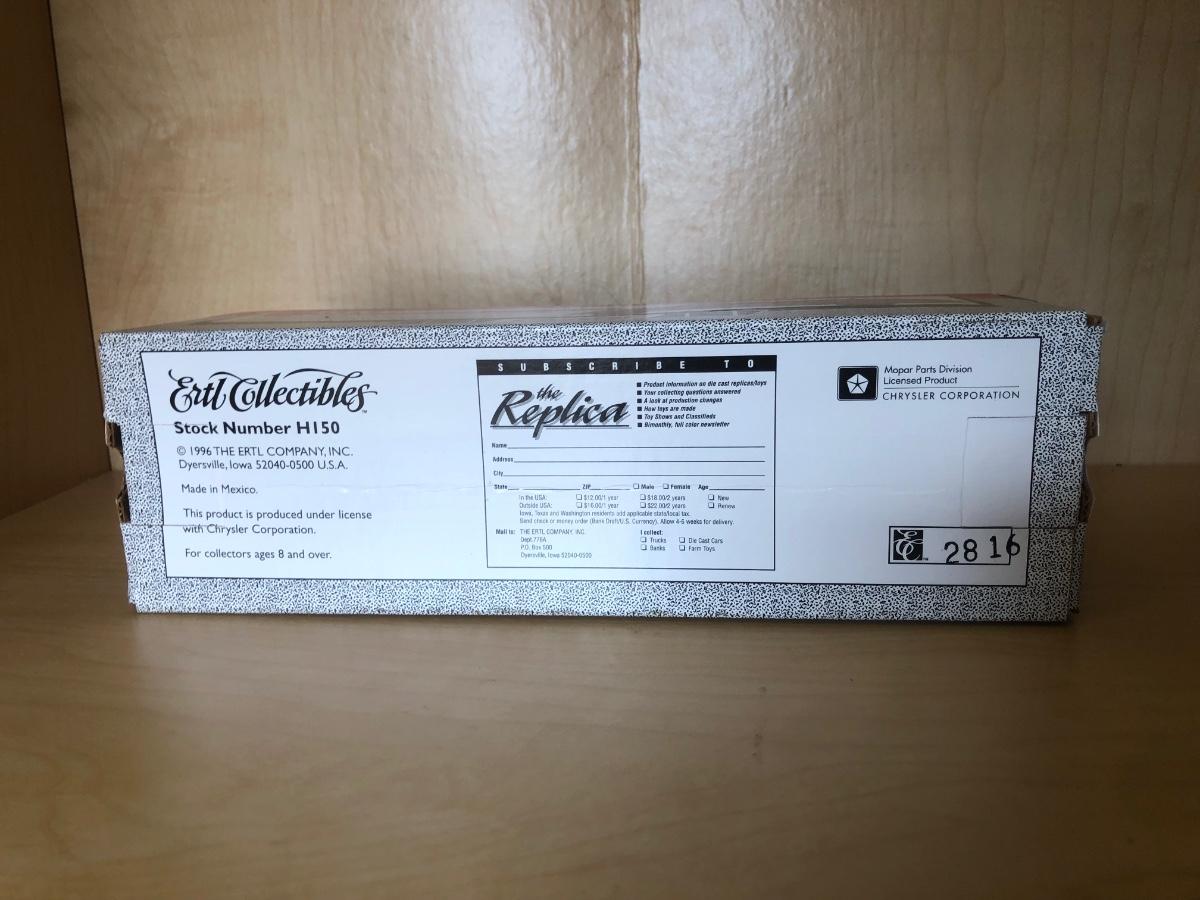 Ertl Collectibles™
Stock Number H150
© 1996 THE ERTL COMPANY, INC.
Dyersville, Iowa 52040-0500 U.S.A.
Made in Mexico.
This product is produced under license
with Chrysler Corporation.
For collectors ages 8 and over.
SUBSCRIBE TO
the
Replica
■ Product information on die cast replicas/toys
■ Your collecting questions answered
■ A look at production changes
■ How toys are made
■ Toy Shows and Classifieds
■ Bimonthly, full color newsletter
Name
Address
City
State ZIP ☐ Male ☐ Female Age
In the USA: ☐ $12.00/1 year ☐ $18.00/2 years ☐ New
Outside USA: ☐ $16.00/1 year ☐ $22.00/2 years ☐ Renew
Iowa, Texas and Washington residents add applicable state/local tax.
Send check or money order (Bank Draft/U.S. Currency). Allow 4-6 weeks for delivery.
Mail to: THE ERTL COMPANY, INC.
Dept. 776A
P.O. Box 500
Dyersville, Iowa 52040-0500
I collect:
☐ Trucks ☐ Die Cast Cars
☐ Banks ☐ Farm Toys
Mopar Parts Division
Licensed Product
CHRYSLER CORPORATION
EC™ 28 16